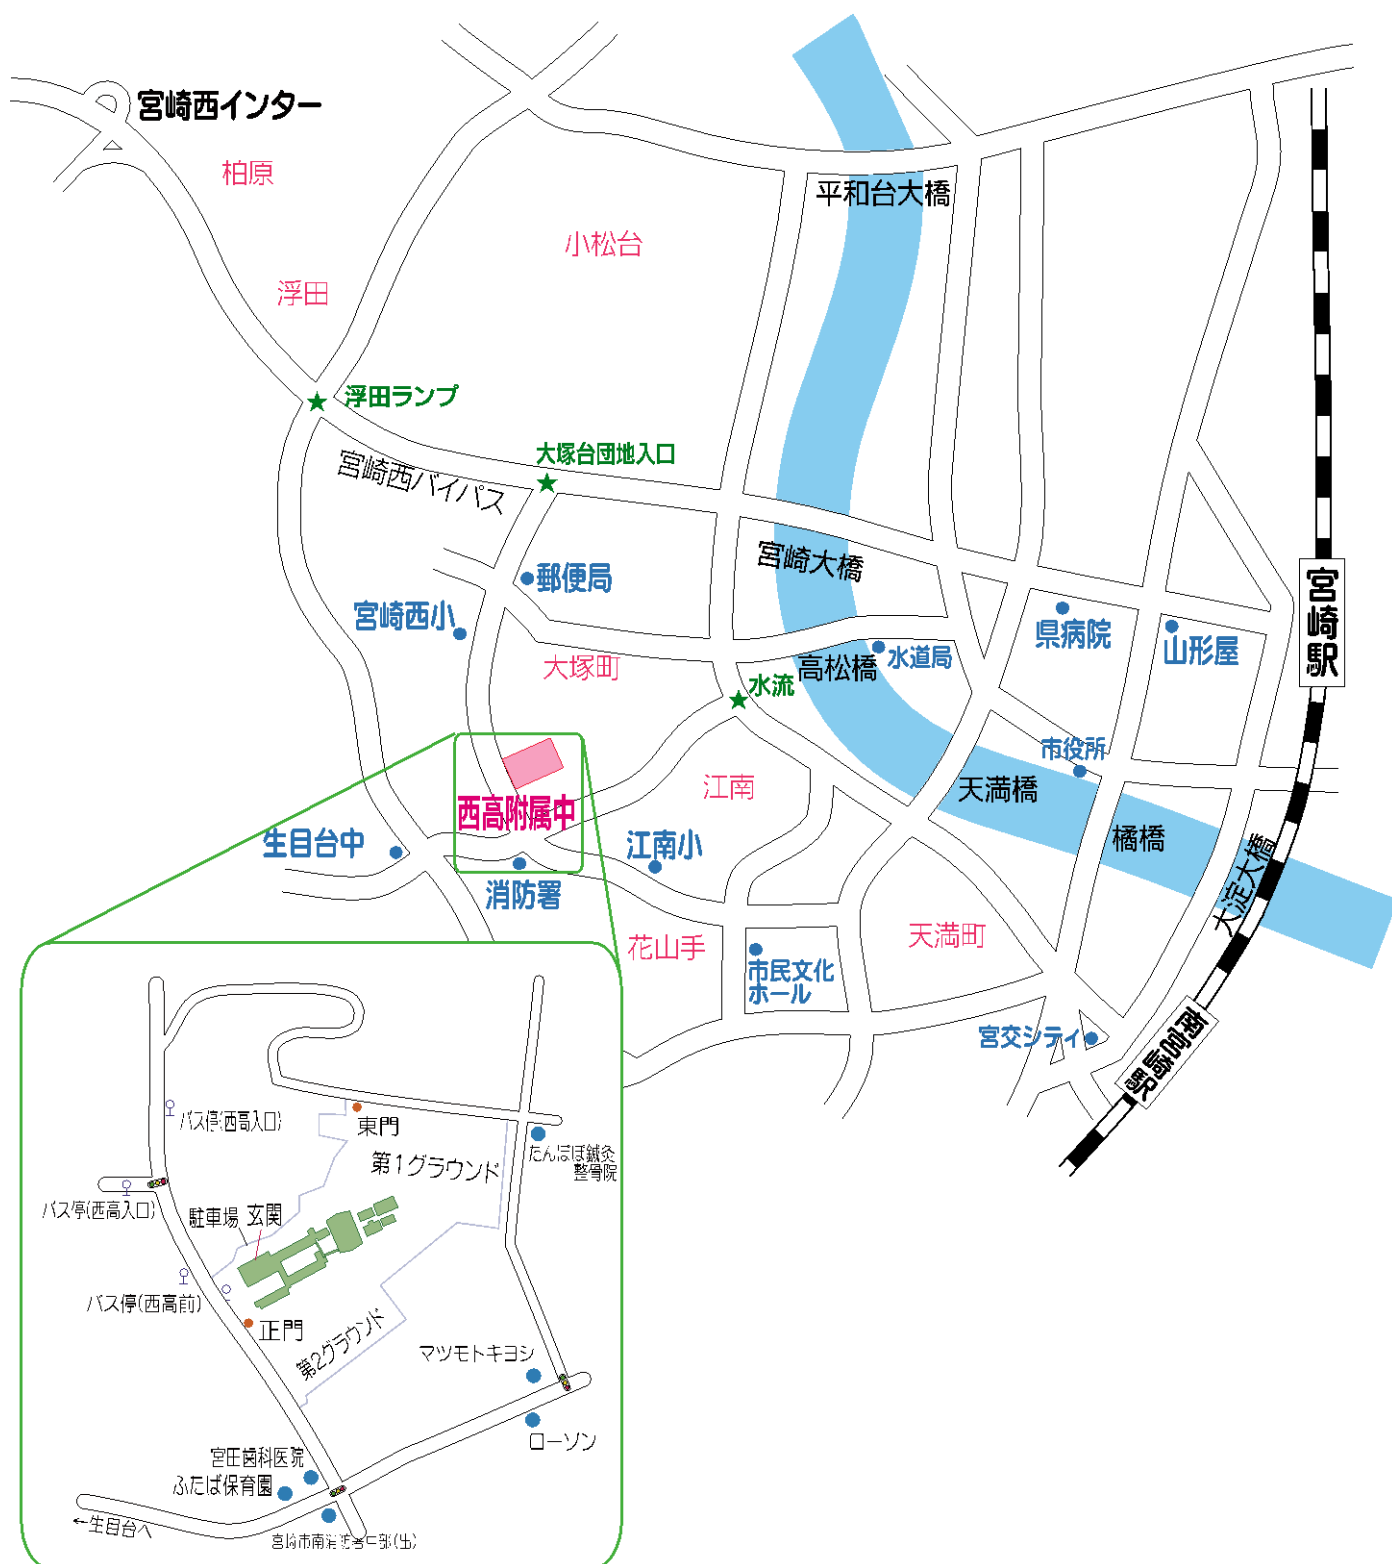 宮崎西インター
柏原
平和台大橋
小松台
浮田
浮田ランプ
大塚台団地入口
宮崎西バイパス
宮崎大橋
郵便局
宮崎西小
県病院
山形屋
宮崎駅
大塚町
高松橋
水道局
水流
市役所
江南
天満橋
西高附属中
橘橋
生目台中
江南小
大淀大橋
消防署
花山手
天満町
市民文化
ホール
宮交シティ
南宮崎駅
バス停(西高入口)
東門
たんぽぽ鍼灸
整骨院
第1グラウンド
バス停(西高入口)
駐車場
玄関
バス停(西高前)
正門
第2グラウンド
マツモトキヨシ
ローソン
宮田歯科医院
ふたば保育園
←生目台へ